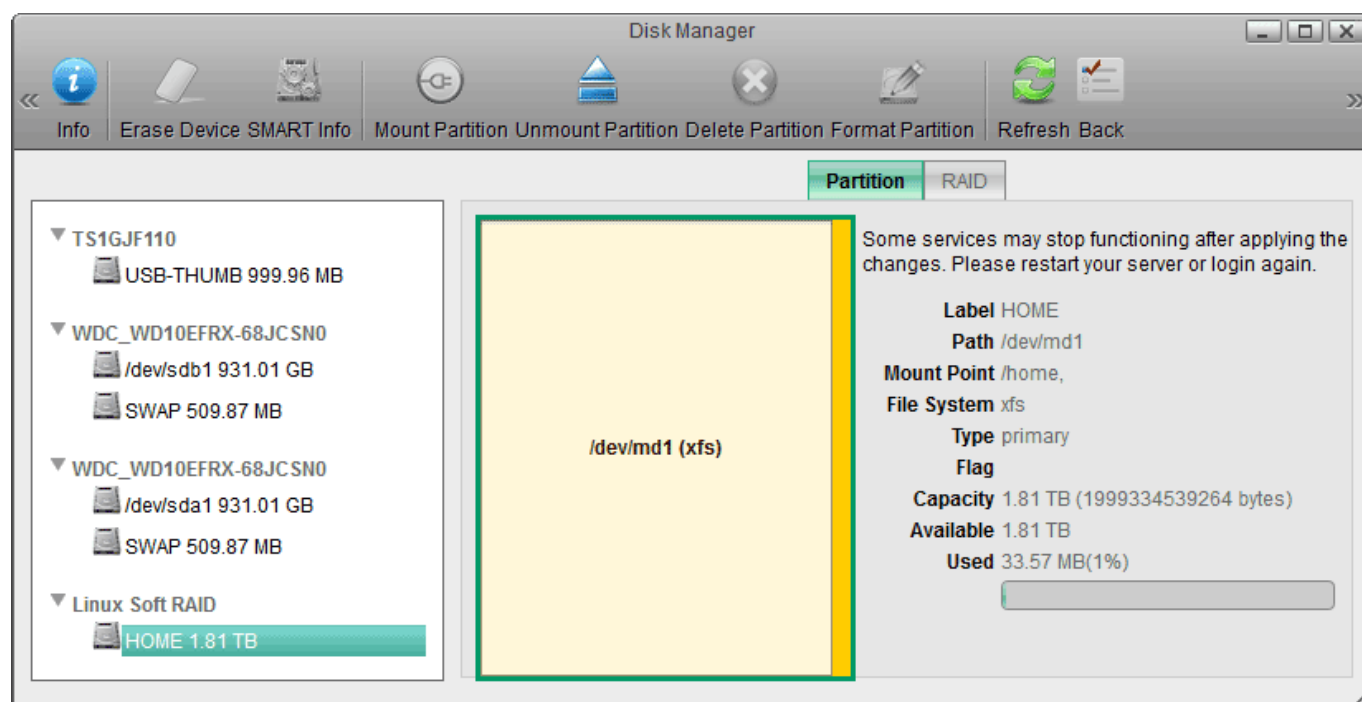 Disk Manager
Info Erase Device SMART Info Mount Partition Unmount Partition Delete Partition Format Partition Refresh Back
Partition RAID
TS1GJF110
USB-THUMB 999.96 MB
WDC_WD10EFRX-68JCSN0
/dev/sdb1 931.01 GB
SWAP 509.87 MB
WDC_WD10EFRX-68JCSN0
/dev/sda1 931.01 GB
SWAP 509.87 MB
Linux Soft RAID
HOME 1.81 TB
/dev/md1 (xfs)
Some services may stop functioning after applying the
changes. Please restart your server or login again.
Label HOME
Path /dev/md1
Mount Point /home,
File System xfs
Type primary
Flag
Capacity 1.81 TB (1999334539264 bytes)
Available 1.81 TB
Used 33.57 MB(1%)